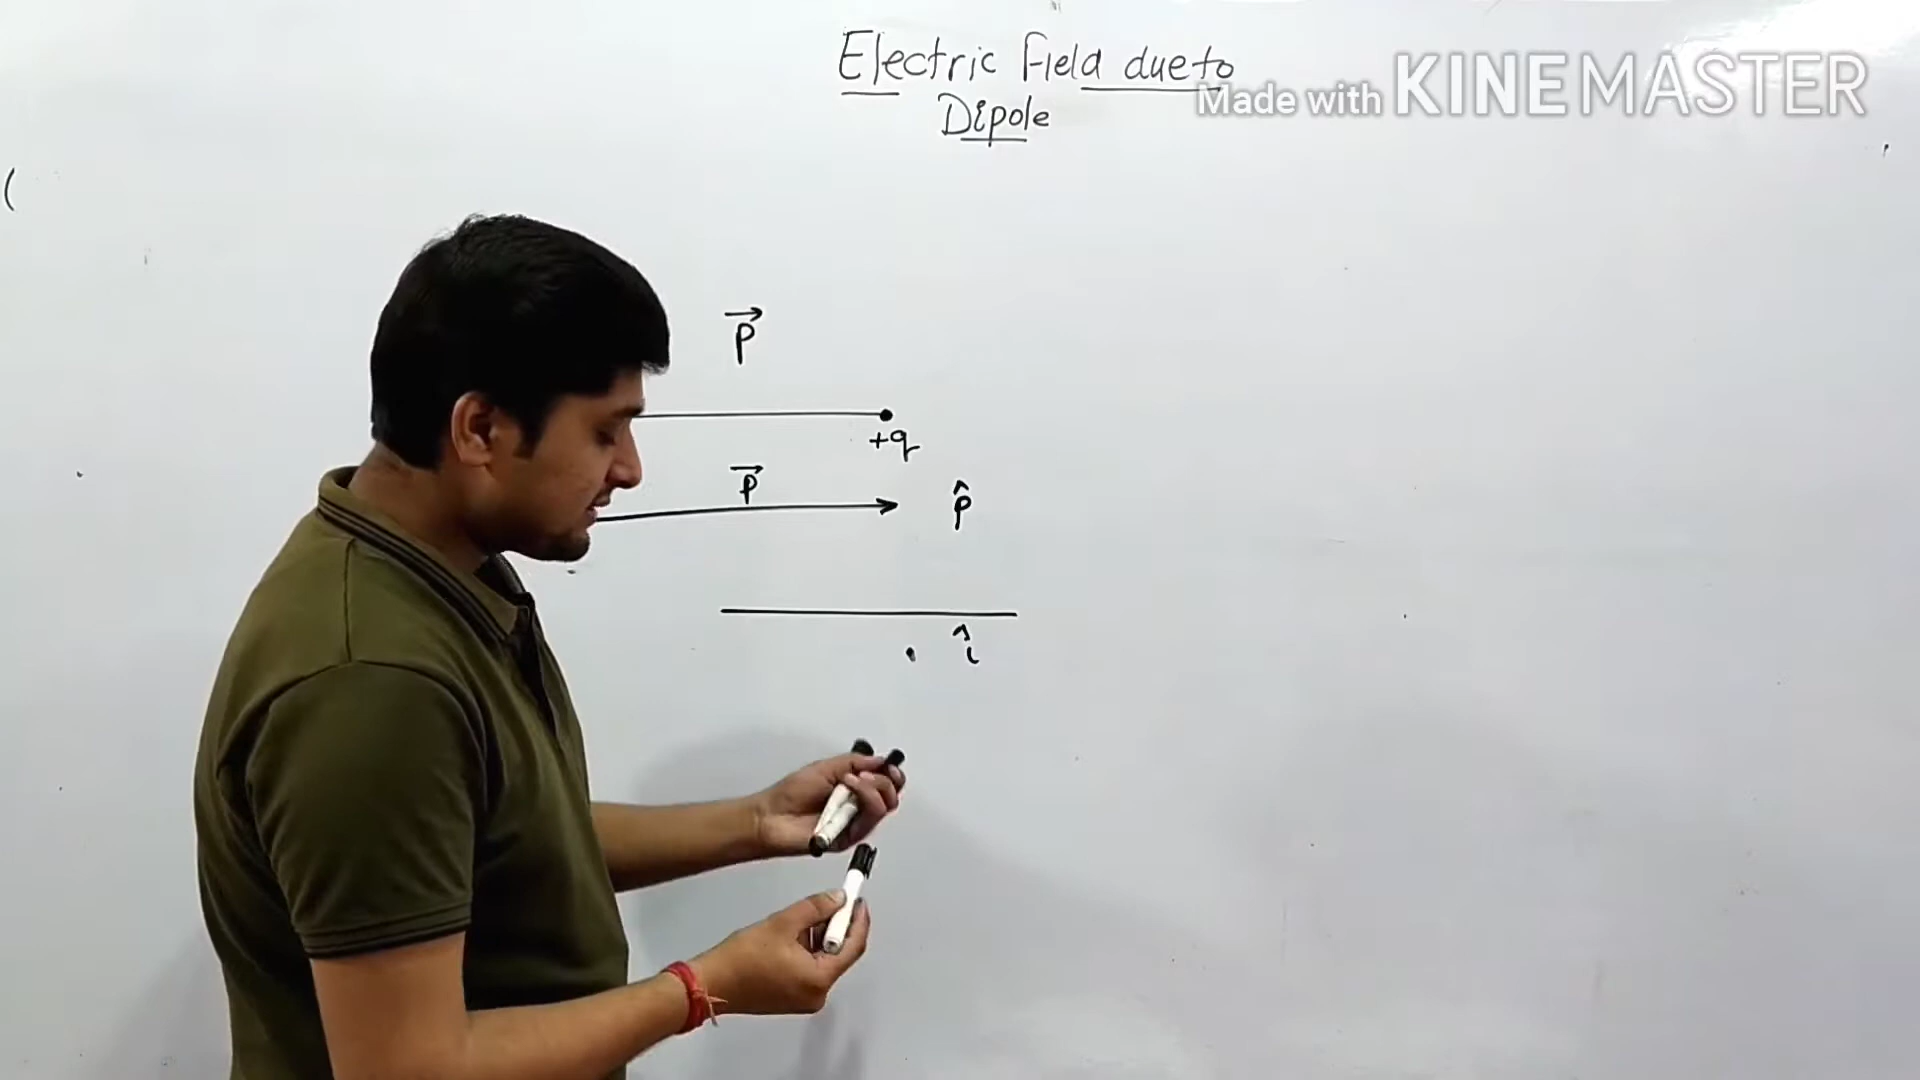 Electric Field due to
Dipole
Made with KINEMASTER
(
p⃗
+q
p⃗
p̂
î